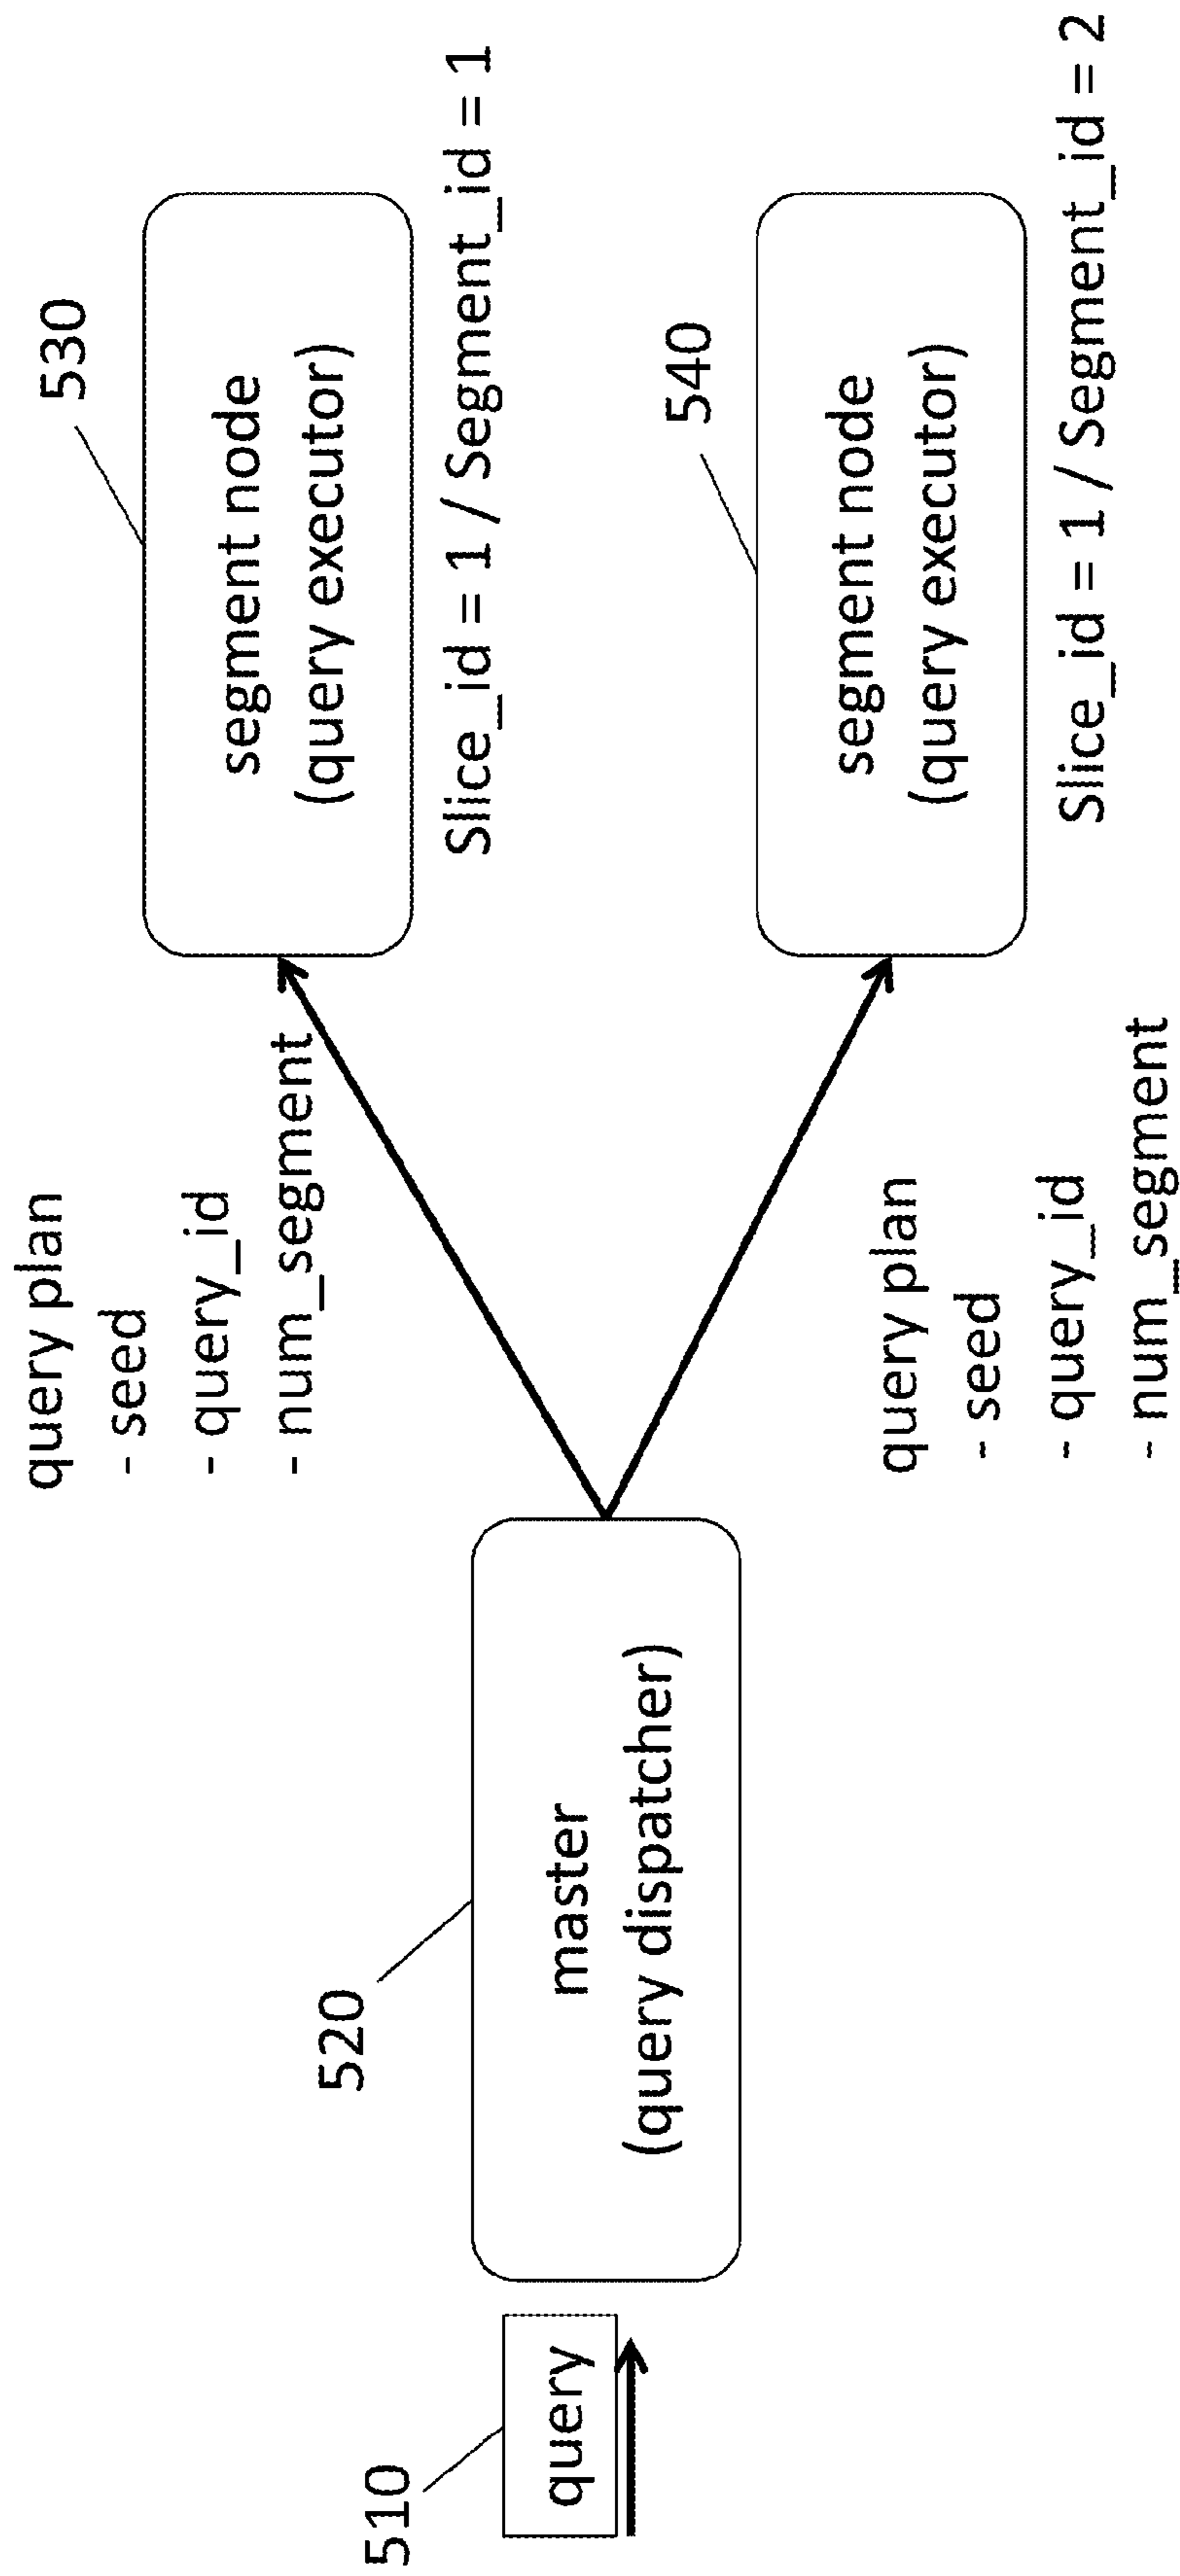 510
query
520
master
(query dispatcher)
query plan
- seed
- query_id
- num_segment
530
segment node
(query executor)
Slice_id = 1 / Segment_id = 1
query plan
- seed
- query_id
- num_segment
540
segment node
(query executor)
Slice_id = 1 / Segment_id = 2